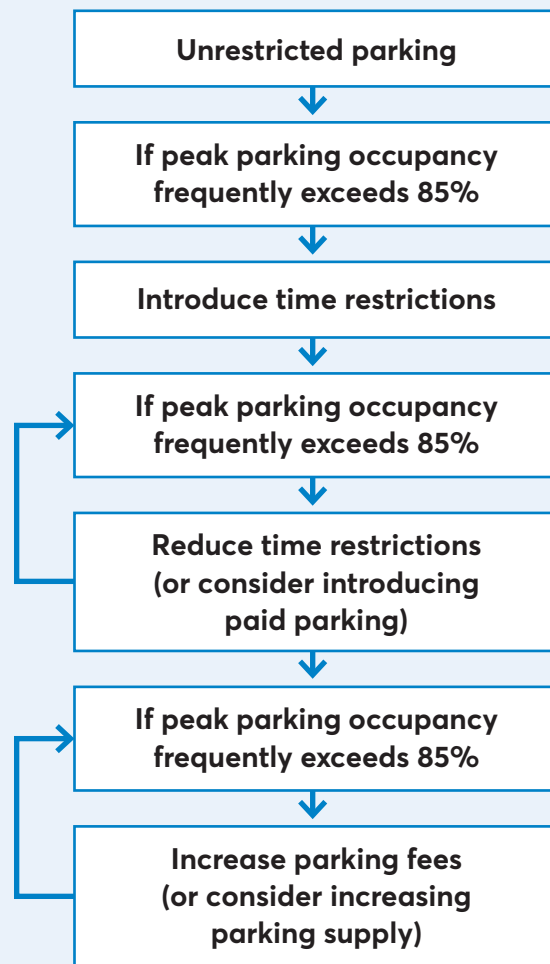 Unrestricted parking
If peak parking occupancy
frequently exceeds 85%
Introduce time restrictions
If peak parking occupancy
frequently exceeds 85%
Reduce time restrictions
(or consider introducing
paid parking)
If peak parking occupancy
frequently exceeds 85%
Increase parking fees
(or consider increasing
parking supply)